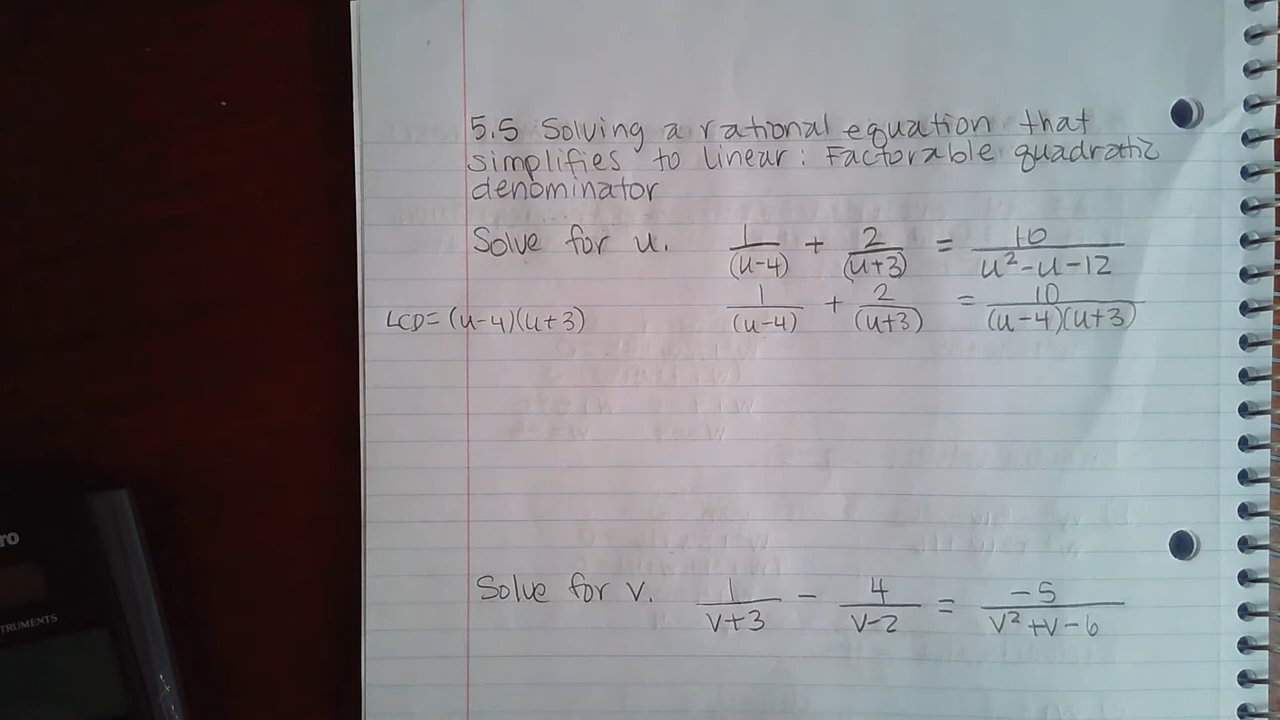 5.5 Solving a rational equation that
simplifies to linear: Factorable quadratic
denominator
Solve for u. 1/(u-4) + 2/(u+3) = 10/u²-u-12
LCD=(u-4)(u+3) 1/(u-4) + 2/(u+3) = 10/(u-4)(u+3)
Solve for v. 1/v+3 - 4/v-2 = -5/v²+v-6
ro
TRUMENTS